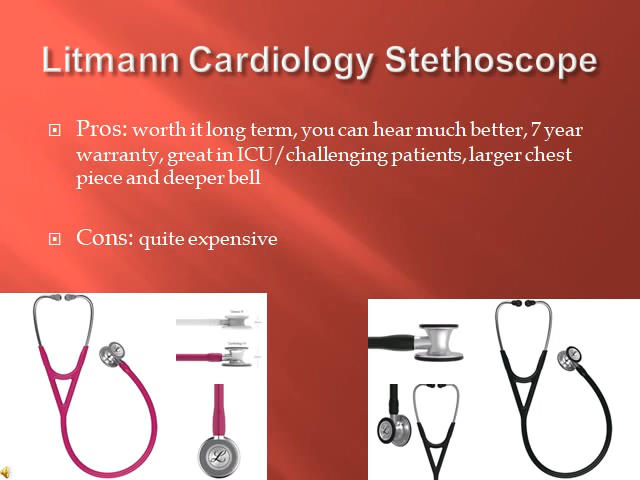 Litmann Cardiology Stethoscope
Pros: worth it long term, you can hear much better, 7 year
warranty, great in ICU/challenging patients, larger chest
piece and deeper bell
Cons: quite expensive
L